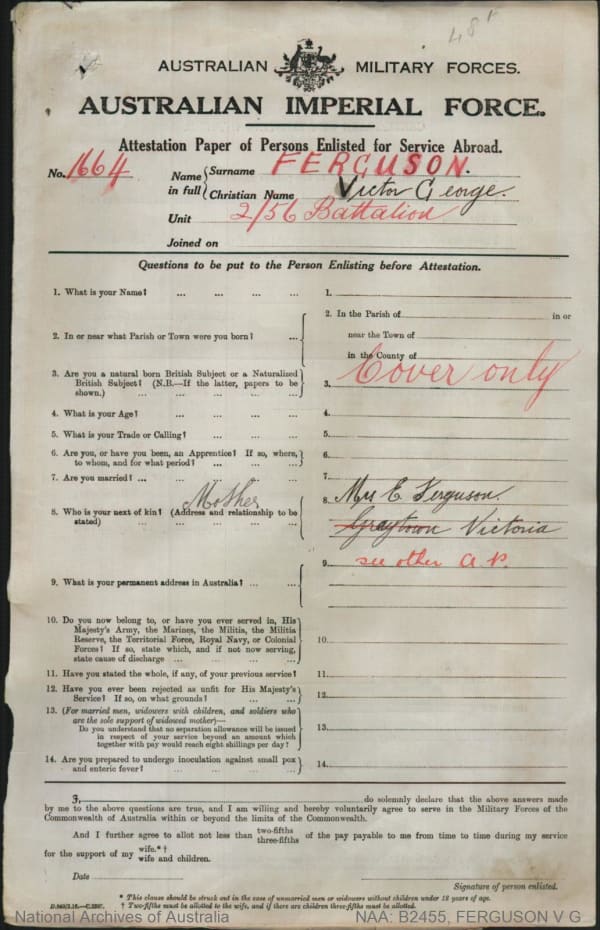 481
AUSTRALIAN MILITARY FORCES.
AUSTRALIAN IMPERIAL FORCE.
Attestation Paper of Persons Enlisted for Service Abroad.
No. 1664 Name in full { Surname FERGUSON.
Christian Name Victor George.
Unit 2/56 Battalion
Joined on
Questions to be put to the Person Enlisting before Attestation.
1. What is your Name? ... ... ... ... 1.
2. In or near what Parish or Town were you born? ... 2. In the Parish of in or
near the Town of
in the County of
3. Are you a natural born British Subject or a Naturalized
British Subject? (N.B.—If the latter, papers to be
shown.) ... ... ... ... ... 3. Cover only
4. What is your Age? ... ... ... ... 4.
5. What is your Trade or Calling? ... ... ... 5.
6. Are you, or have you been, an Apprentice? If so, where,
to whom, and for what period? ... ... ... 6.
7. Are you married? ... ... ... ... ... 7.
Mother
8. Who is your next of kin? (Address and relationship to be
stated) ... ... ... ... ... 8. Mrs E. Ferguson.
Graytown Victoria
9. see other A.P.
9. What is your permanent address in Australia? ... ...
10. Do you now belong to, or have you ever served in, His
Majesty's Army, the Marines, the Militia, the Militia
Reserve, the Territorial Force, Royal Navy, or Colonial
Forces? If so, state which, and if not now serving,
state cause of discharge ... ... ... ... 10.
11. Have you stated the whole, if any, of your previous service? 11.
12. Have you ever been rejected as unfit for His Majesty's
Service? If so, on what grounds? ... ... ... 12.
13. (For married men, widowers with children, and soldiers who
are the sole support of widowed mother)—
Do you understand that no separation allowance will be issued
in respect of your service beyond an amount which
together with pay would reach eight shillings per day? 13.
14. Are you prepared to undergo inoculation against small pox
and enteric fever? ... ... ... ... ... 14.
I, do solemnly declare that the above answers made
by me to the above questions are true, and I am willing and hereby voluntarily agree to serve in the Military Forces of the
Commonwealth of Australia within or beyond the limits of the Commonwealth.
And I further agree to allot not less than two-fifths three-fifths of the pay payable to me from time to time during my service
for the support of my wife.*† wife and children.
Date
Signature of person enlisted.
* This clause should be struck out in the case of unmarried men or widowers without children under 18 years of age.
† Two-fifths must be allotted to the wife, and if there are children three-fifths must be allotted.
National Archives of Australia NAA: B2455, FERGUSON V G